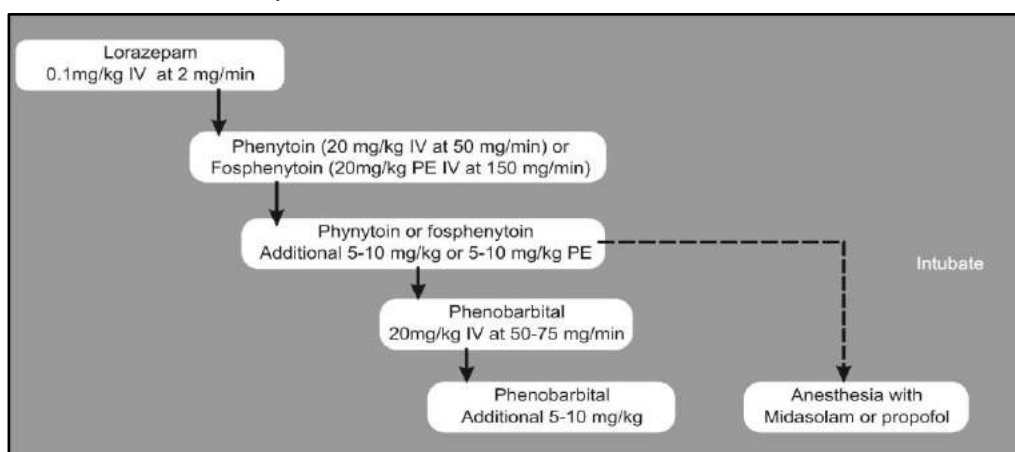 Lorazepam
0.1mg/kg IV at 2 mg/min
Phenytoin (20 mg/kg IV at 50 mg/min) or
Fosphenytoin (20mg/kg PE IV at 150 mg/min)
Phynytoin or fosphenytoin
Additional 5-10 mg/kg or 5-10 mg/kg PE
Intubate
Phenobarbital
20mg/kg IV at 50-75 mg/min
Phenobarbital
Additional 5-10 mg/kg
Anesthesia with
Midasolam or propofol